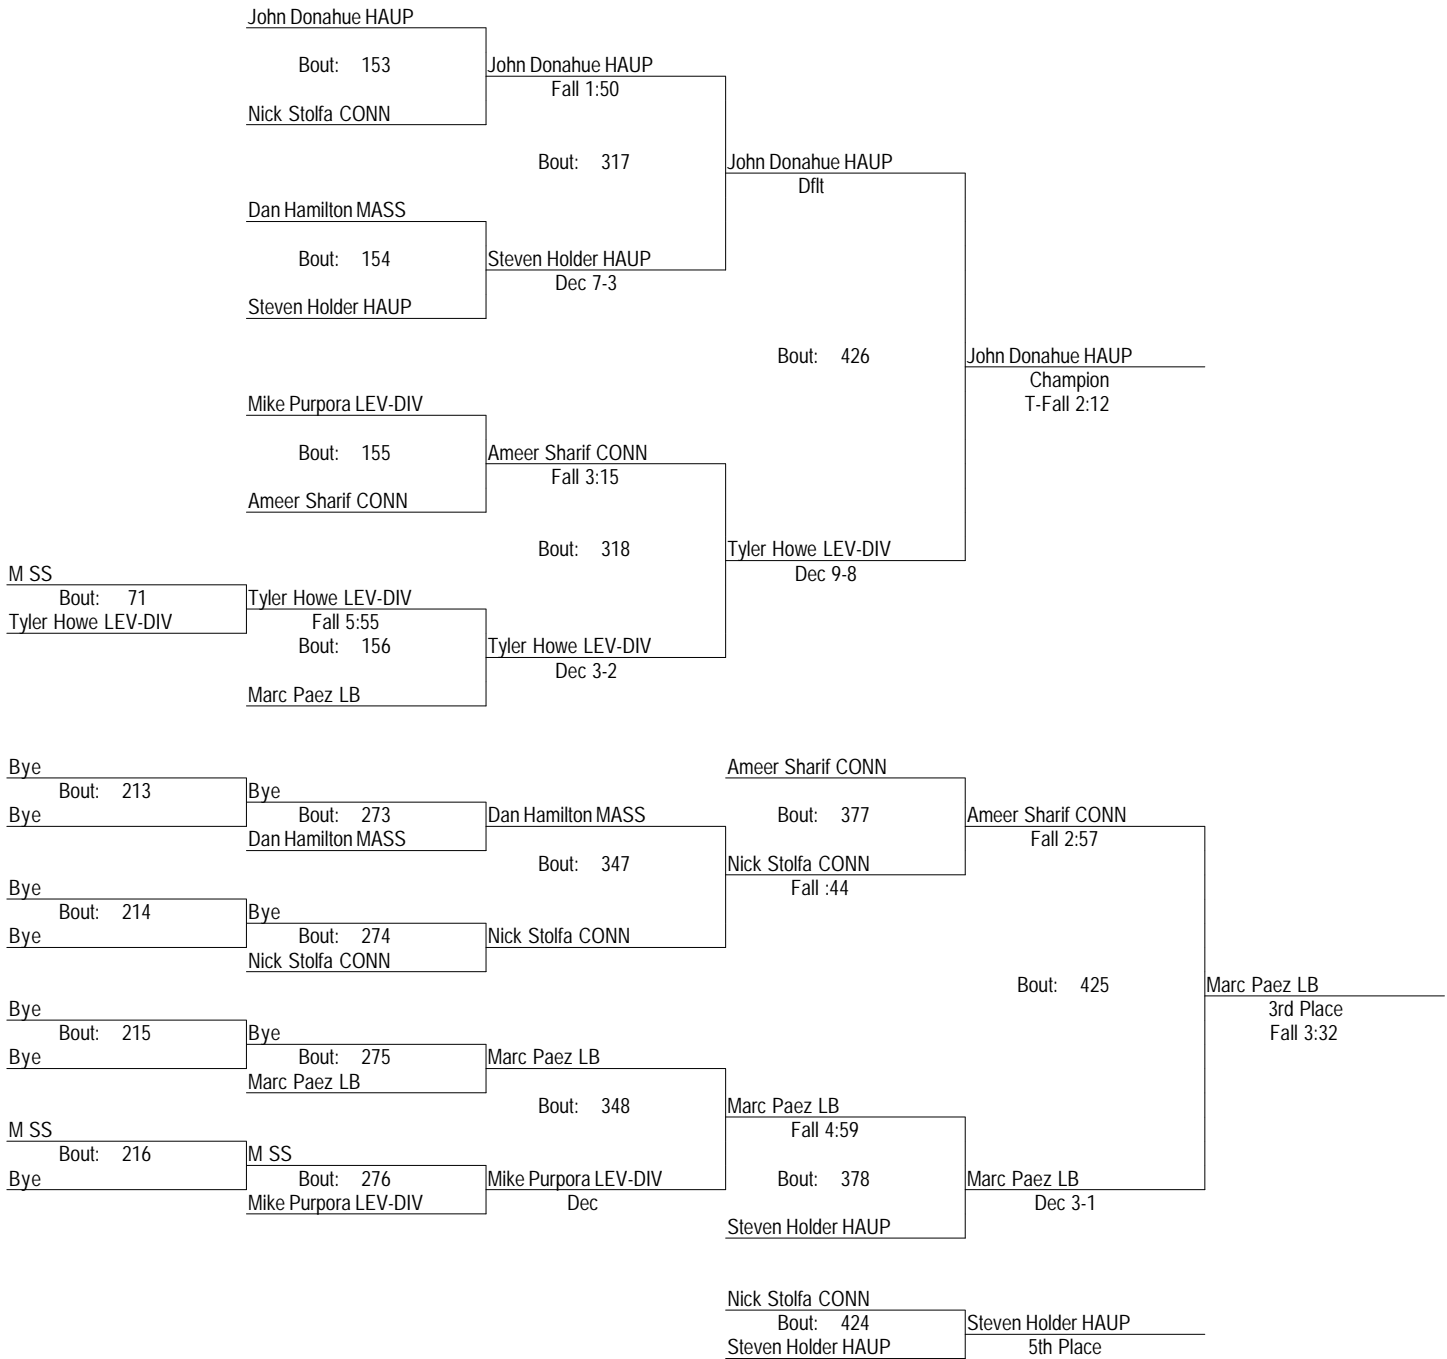 John Donahue HAUP
Bout: 153
John Donahue HAUP
Fall 1:50
Nick Stolfa CONN
Bout: 317
John Donahue HAUP
Dflt
Dan Hamilton MASS
Bout: 154
Steven Holder HAUP
Dec 7-3
Steven Holder HAUP
Bout: 426
John Donahue HAUP
Champion
T-Fall 2:12
Mike Purpora LEV-DIV
Bout: 155
Ameer Sharif CONN
Fall 3:15
Ameer Sharif CONN
Bout: 318
Tyler Howe LEV-DIV
Dec 9-8
M SS
Bout: 71
Tyler Howe LEV-DIV
Tyler Howe LEV-DIV
Fall 5:55
Bout: 156
Tyler Howe LEV-DIV
Dec 3-2
Marc Paez LB
Bye
Bout: 213
Bye
Bye
Bout: 273
Dan Hamilton MASS
Dan Hamilton MASS
Bout: 347
Ameer Sharif CONN
Bout: 377
Ameer Sharif CONN
Fall 2:57
Nick Stolfa CONN
Fall :44
Bye
Bout: 214
Bye
Bye
Bout: 274
Nick Stolfa CONN
Nick Stolfa CONN
Bout: 425
Marc Paez LB
3rd Place
Fall 3:32
Bye
Bout: 215
Bye
Bye
Bout: 275
Marc Paez LB
Marc Paez LB
Bout: 348
Marc Paez LB
Fall 4:59
M SS
Bout: 216
Bye
M SS
Bout: 276
Mike Purpora LEV-DIV
Mike Purpora LEV-DIV
Dec
Bout: 378
Marc Paez LB
Dec 3-1
Steven Holder HAUP
Nick Stolfa CONN
Bout: 424
Steven Holder HAUP
Steven Holder HAUP
5th Place